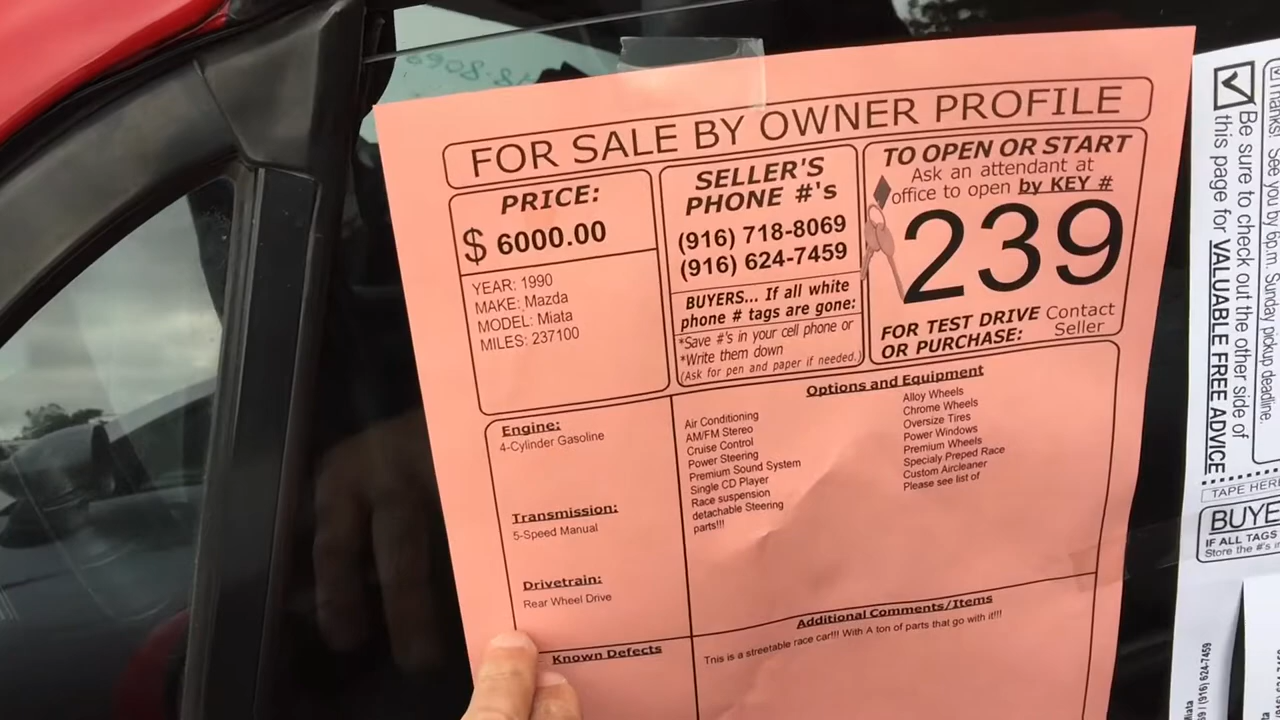 FOR SALE BY OWNER PROFILE
PRICE:
$ 6000.00
YEAR: 1990
MAKE: Mazda
MODEL: Miata
MILES: 237100
SELLER'S
PHONE #'s
(916) 718-8069
(916) 624-7459
BUYERS... If all white
phone # tags are gone:
*Save #'s in your cell phone or
*Write them down
(Ask for pen and paper if needed.)
TO OPEN OR START
Ask an attendant at
office to open by KEY #
239
FOR TEST DRIVE
OR PURCHASE:
Contact
Seller
Engine:
4-Cylinder Gasoline
Transmission:
5-Speed Manual
Drivetrain:
Rear Wheel Drive
Known Defects
Options and Equipment
Air Conditioning
AM/FM Stereo
Cruise Control
Power Steering
Premium Sound System
Single CD Player
Race suspension
detachable Steering
parts!!!
Alloy Wheels
Chrome Wheels
Oversize Tires
Power Windows
Premium Wheels
Specialy Preped Race
Custom Aircleaner
Please see list of
Additional Comments/Items
This is a streetable race car!!! With A ton of parts that go with it!!!
Thanks! See you by 6p.m. Sunday pickup deadline.
Be sure to check out the other side of
this page for VALUABLE FREE ADVICE
TAPE HERE
BUYE
IF ALL TAGS
Store the #'s in
(916) 624-7459